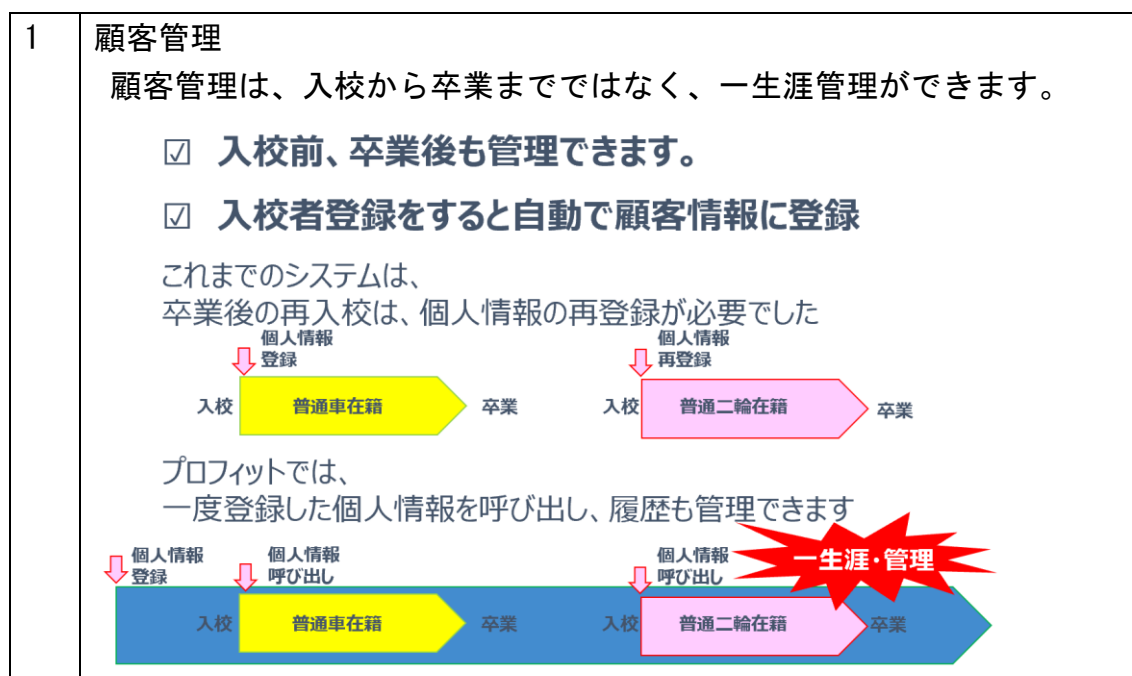 1
顧客管理
顧客管理は、入校から卒業までではなく、一生涯管理ができます。
☑ 入校前、卒業後も管理できます。
☑ 入校者登録をすると自動で顧客情報に登録
これまでのシステムは、
卒業後の再入校は、個人情報の再登録が必要でした
個人情報
登録
個人情報
再登録
入校 普通車在籍 卒業 入校 普通二輪在籍 卒業
プロフィットでは、
一度登録した個人情報を呼び出し、履歴も管理できます
個人情報
登録
個人情報
呼び出し
個人情報
呼び出し
一生涯・管理
入校 普通車在籍 卒業 入校 普通二輪在籍 卒業